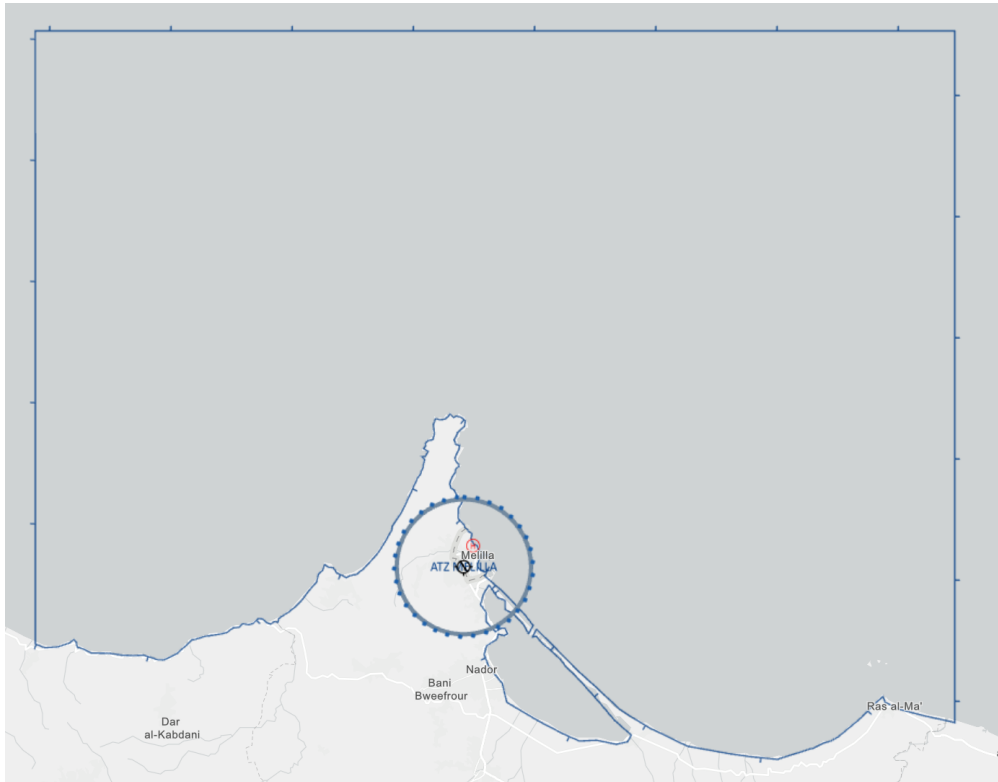 Melilla
ATZ MELILLA
Nador
Bani
Bweefrour
Ras al-Ma'
Dar
al-Kabdani